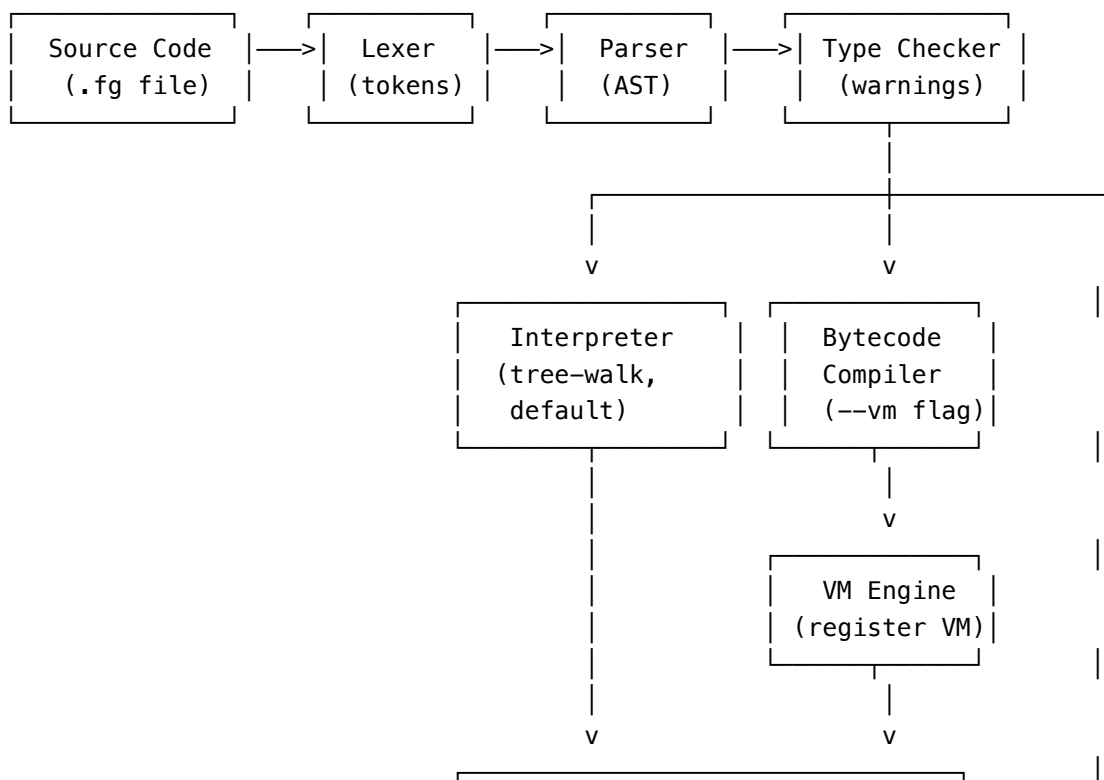 Source Code Lexer Parser Type Checker
(.fg file) (tokens) (AST) (warnings)
v v
Interpreter Bytecode
(tree-walk, Compiler
default) (--vm flag)
v
VM Engine
(register VM)
v v